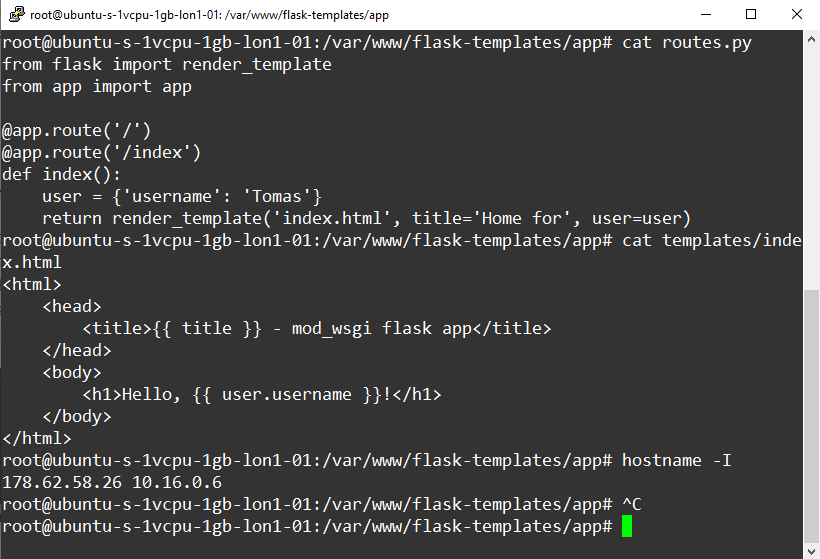 root@ubuntu-s-1vcpu-1gb-lon1-01: /var/www/flask-templates/app
root@ubuntu-s-1vcpu-1gb-lon1-01:/var/www/flask-templates/app# cat routes.py
from flask import render_template
from app import app

@app.route('/')
@app.route('/index')
def index():
    user = {'username': 'Tomas'}
    return render_template('index.html', title='Home for', user=user)
root@ubuntu-s-1vcpu-1gb-lon1-01:/var/www/flask-templates/app# cat templates/inde
x.html
<html>
    <head>
        <title>{{ title }} - mod_wsgi flask app</title>
    </head>
    <body>
        <h1>Hello, {{ user.username }}!</h1>
    </body>
</html>
root@ubuntu-s-1vcpu-1gb-lon1-01:/var/www/flask-templates/app# hostname -I
178.62.58.26 10.16.0.6
root@ubuntu-s-1vcpu-1gb-lon1-01:/var/www/flask-templates/app# ^C
root@ubuntu-s-1vcpu-1gb-lon1-01:/var/www/flask-templates/app#